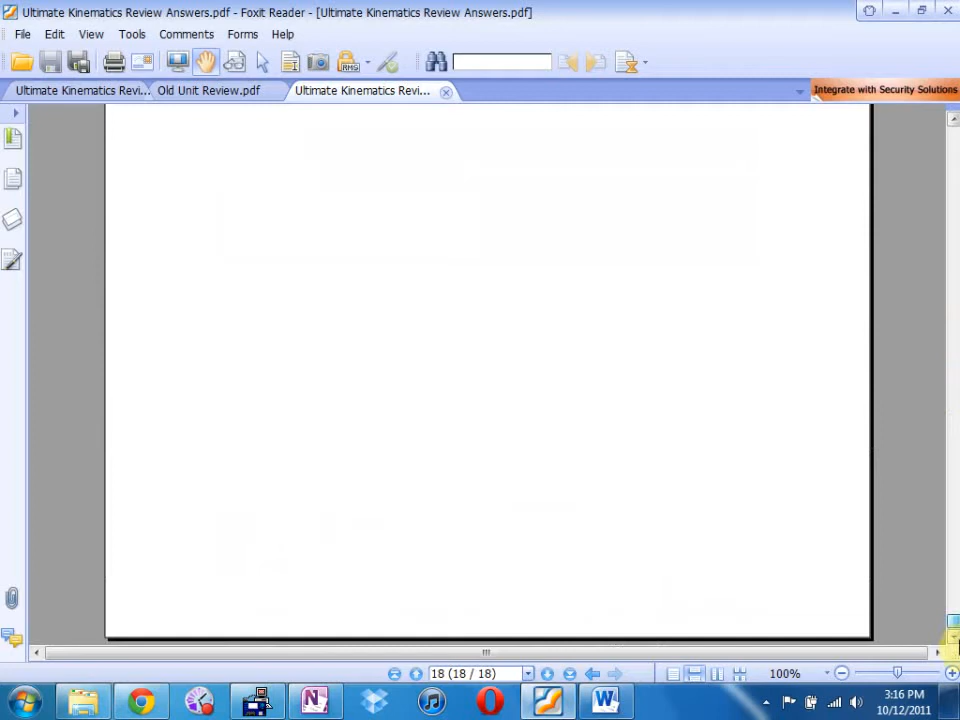 Ultimate Kinematics Review Answers.pdf - Foxit Reader - [Ultimate Kinematics Review Answers.pdf]
File Edit View Tools Comments Forms Help
RMG
Ultimate Kinematics Revi... Old Unit Review.pdf Ultimate Kinematics Revi... Integrate with Security Solutions
18 (18 / 18) 100%
N W 3:16 PM
10/12/2011